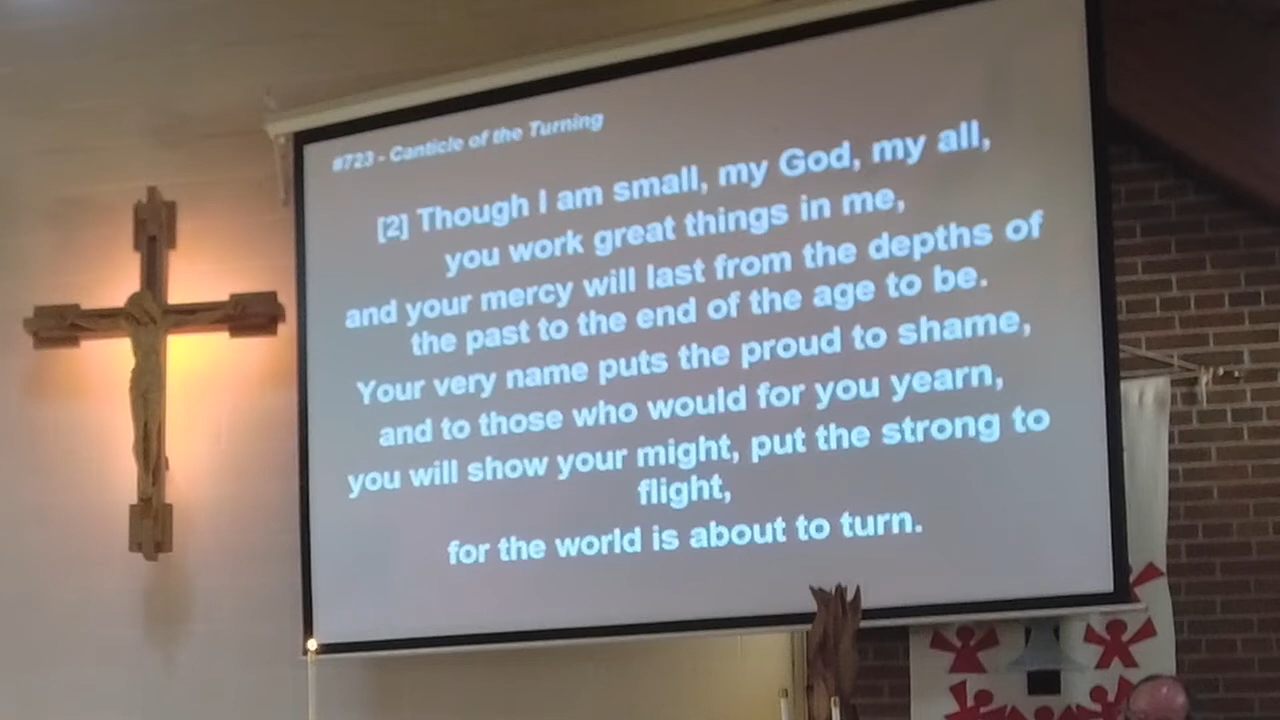 #723 - Canticle of the Turning
[2] Though I am small, my God, my all,
you work great things in me,
and your mercy will last from the depths of
the past to the end of the age to be.
Your very name puts the proud to shame,
and to those who would for you yearn,
you will show your might, put the strong to
flight,
for the world is about to turn.